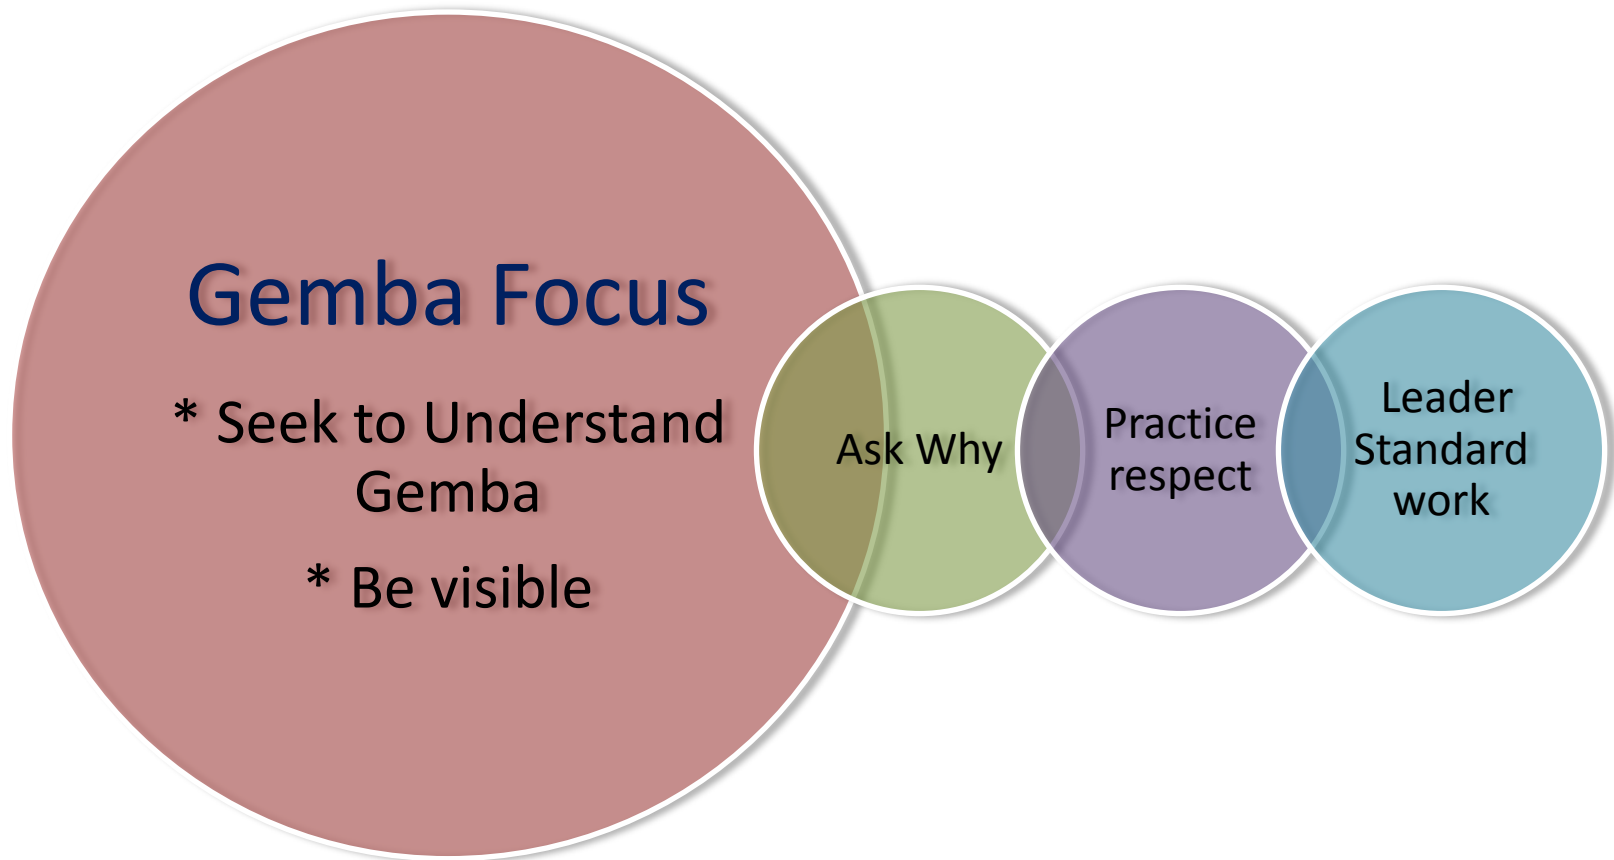 Gemba Focus
* Seek to Understand
Gemba
* Be visible
Ask Why
Practice
respect
Leader
Standard
work